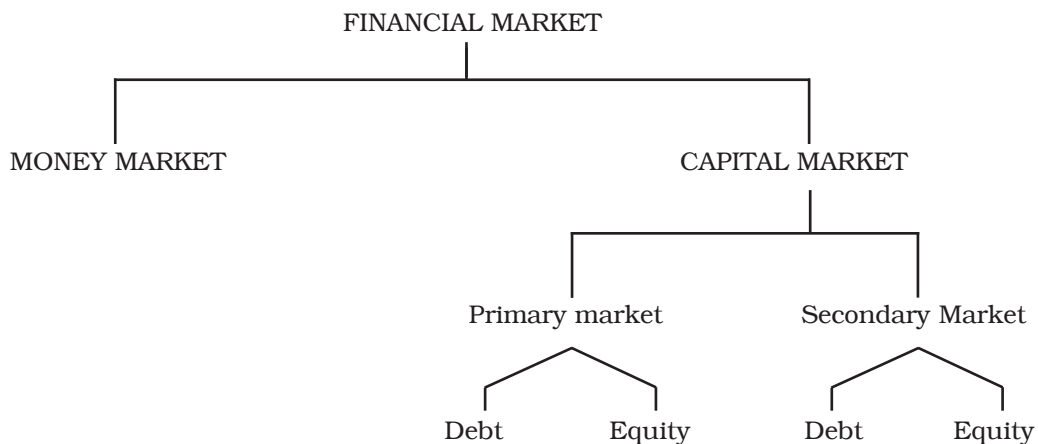 FINANCIAL MARKET
MONEY MARKET
CAPITAL MARKET
Primary market
Secondary Market
Debt
Equity
Debt
Equity